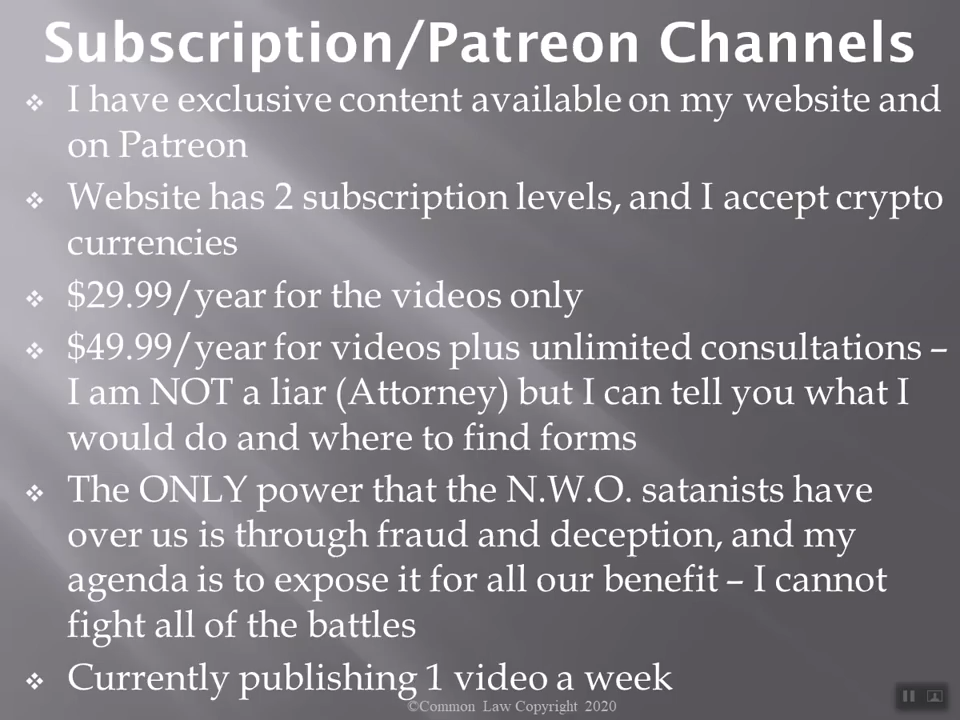 Subscription/Patreon Channels
I have exclusive content available on my website and
on Patreon
Website has 2 subscription levels, and I accept crypto
currencies
$29.99/year for the videos only
$49.99/year for videos plus unlimited consultations –
I am NOT a liar (Attorney) but I can tell you what I
would do and where to find forms
The ONLY power that the N.W.O. satanists have
over us is through fraud and deception, and my
agenda is to expose it for all our benefit – I cannot
fight all of the battles
Currently publishing 1 video a week
©Common Law Copyright 2020